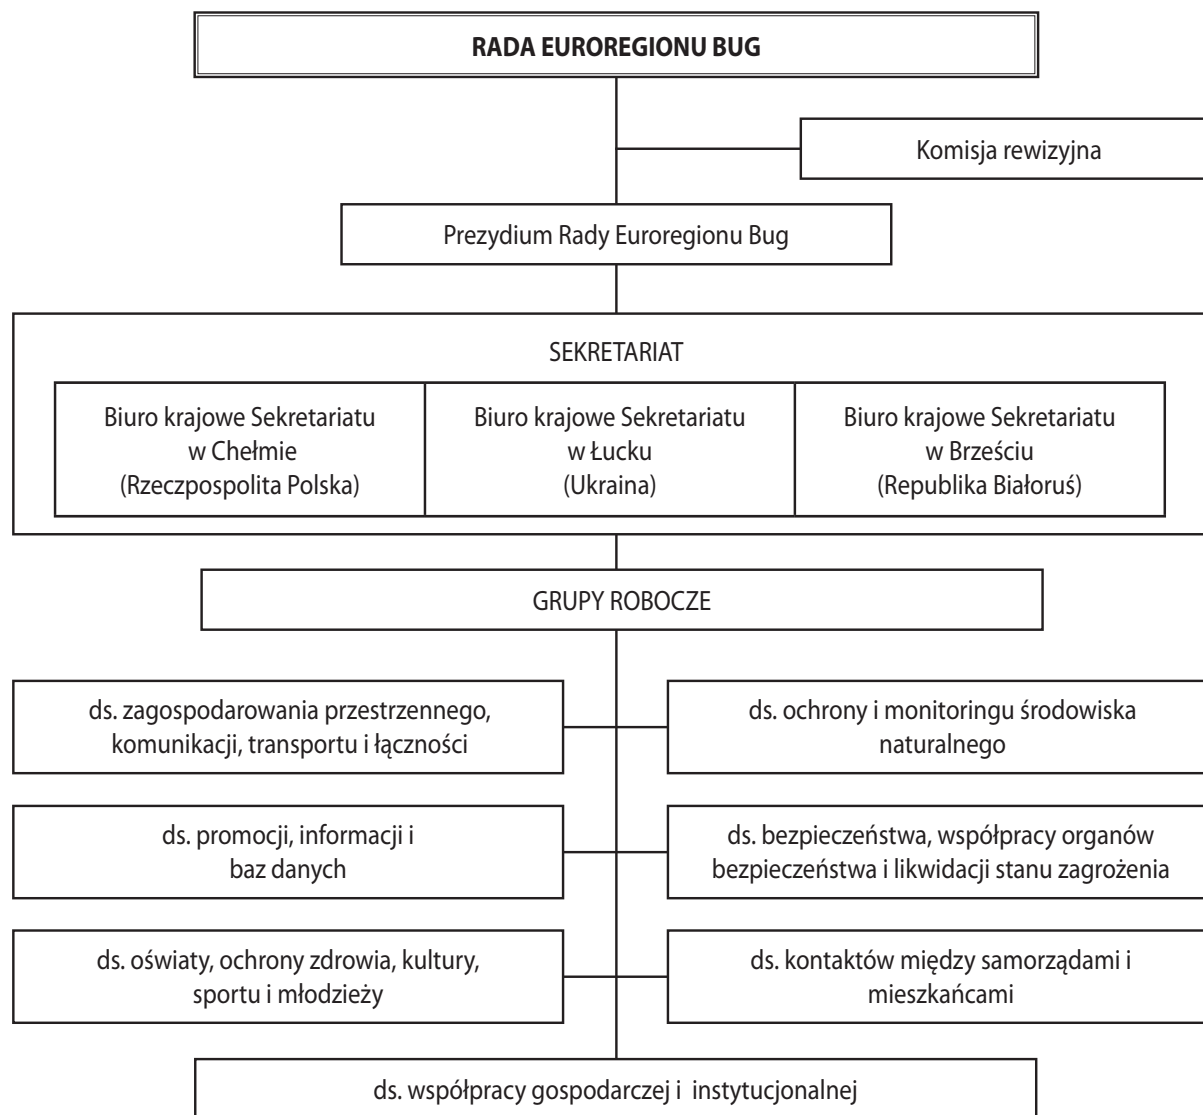 RADA EUROREGIONU BUG
Komisja rewizyjna
Prezydium Rady Euroregionu Bug
SEKRETARIAT
Biuro krajowe Sekretariatu
w Chełmie
(Rzeczpospolita Polska)
Biuro krajowe Sekretariatu
w Łucku
(Ukraina)
Biuro krajowe Sekretariatu
w Brześciu
(Republika Białoruś)
GRUPY ROBOCZE
ds. zagospodarowania przestrzennego,
komunikacji, transportu i łączności
ds. ochrony i monitoringu środowiska
naturalnego
ds. promocji, informacji i
baz danych
ds. bezpieczeństwa, współpracy organów
bezpieczeństwa i likwidacji stanu zagrożenia
ds. oświaty, ochrony zdrowia, kultury,
sportu i młodzieży
ds. kontaktów między samorządami i
mieszkańcami
ds. współpracy gospodarczej i instytucjonalnej